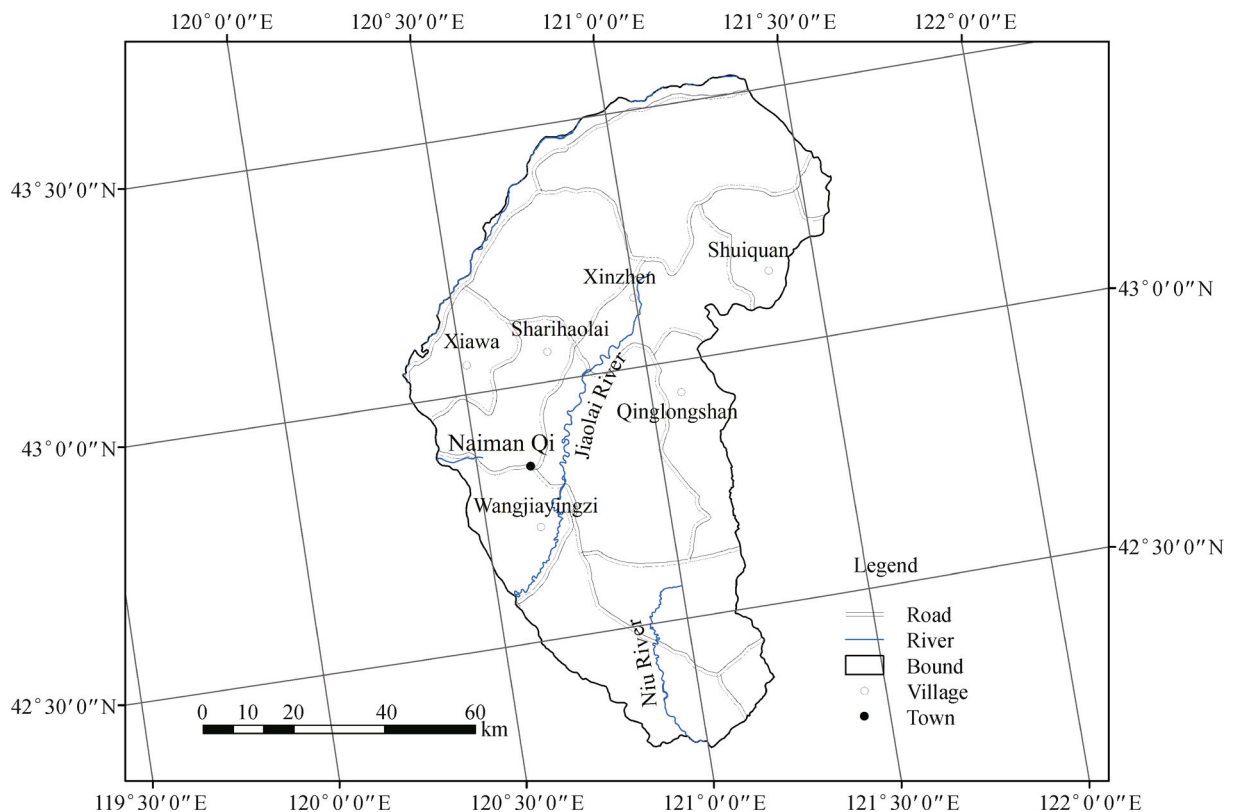 120°0′0″E 120°30′0″E 121°0′0″E 121°30′0″E 122°0′0″E
43°30′0″N
Shuiquan
Xinzhen
43°0′0″N
Sharihaolai
Xiawa
Jiaolai River
Qinglongshan
Naiman Qi
43°0′0″N
Wangjiayingzi
42°30′0″N
Legend
Road
River
Bound
Village
Town
Niu River
42°30′0″N
0 10 20 40 60
km
119°30′0″E 120°0′0″E 120°30′0″E 121°0′0″E 121°30′0″E 122°0′0″E